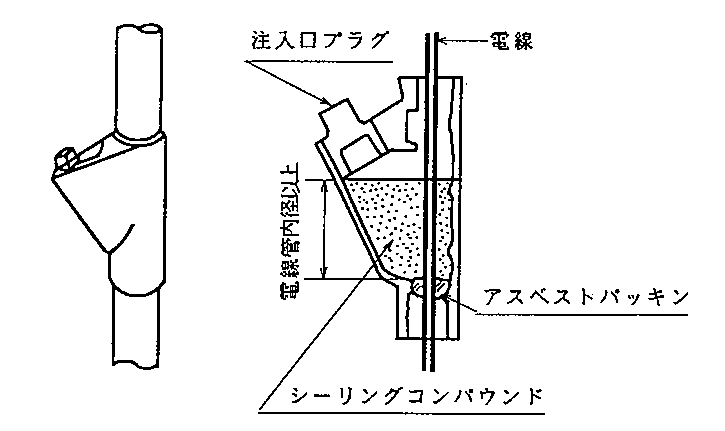 注入口プラグ
電線
電線管内径以上
アスベストパッキン
シーリングコンパウンド